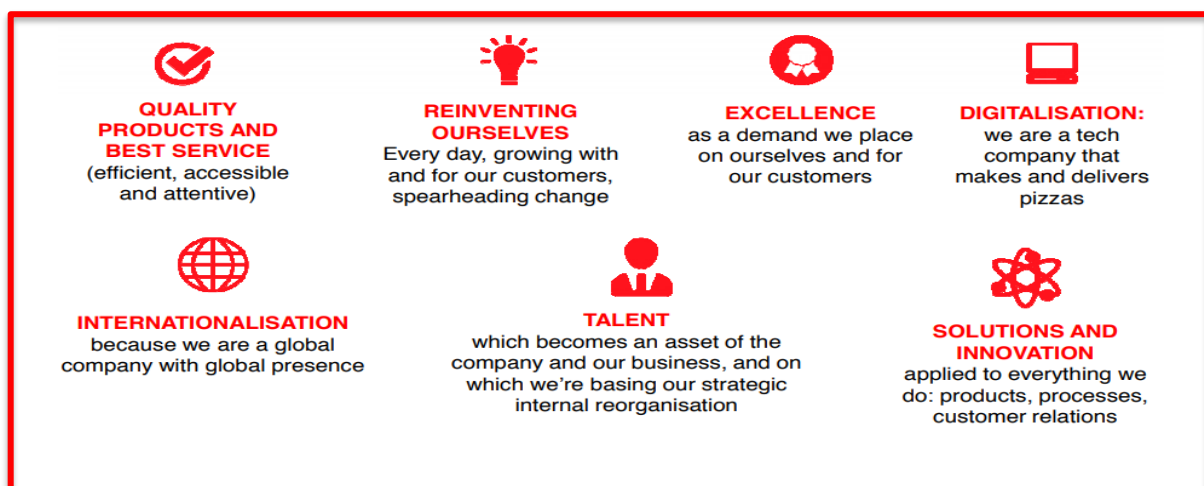 QUALITY
PRODUCTS AND
BEST SERVICE
(efficient, accessible
and attentive)
REINVENTING
OURSELVES
Every day, growing with
and for our customers,
spearheading change
EXCELLENCE
as a demand we place
on ourselves and for
our customers
DIGITALISATION:
we are a tech
company that
makes and delivers
pizzas
INTERNATIONALISATION
because we are a global
company with global presence
TALENT
which becomes an asset of the
company and our business, and on
which we’re basing our strategic
internal reorganisation
SOLUTIONS AND
INNOVATION
applied to everything we
do: products, processes,
customer relations